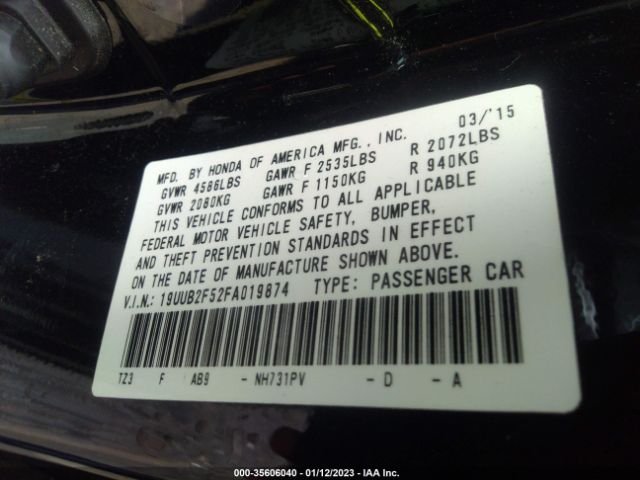 MFD. BY HONDA OF AMERICA MFG., INC. 03/'15
GVWR 4586LBS GAWR F 2535LBS R 2072LBS
GVWR 2080KG GAWR F 1150KG R 940KG
THIS VEHICLE CONFORMS TO ALL APPLICABLE
FEDERAL MOTOR VEHICLE SAFETY, BUMPER,
AND THEFT PREVENTION STANDARDS IN EFFECT
ON THE DATE OF MANUFACTURE SHOWN ABOVE.
V.I.N.: 19UUB2F52FA019874 TYPE: PASSENGER CAR
TZ3 F AB9 - NH731PV - D - A
000-35606040 - 01/12/2023 - IAA Inc.